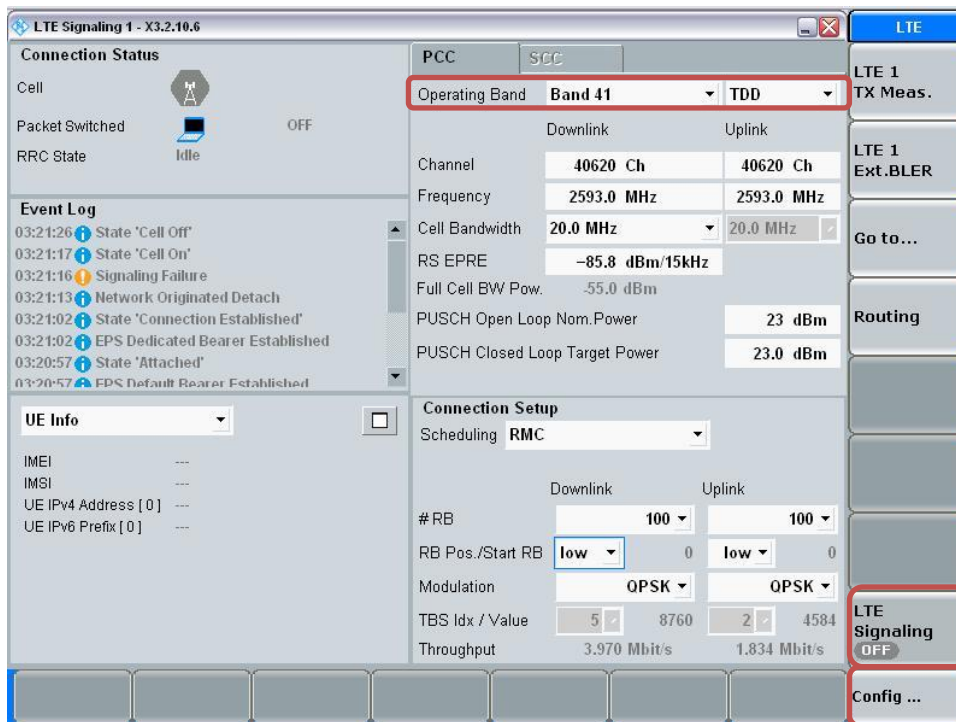 LTE Signaling 1 - X3.2.10.6
LTE
Connection Status
Cell
Packet Switched OFF
RRC State Idle
Event Log
03:21:26 State 'Cell Off'
03:21:17 State 'Cell On'
03:21:16 Signaling Failure
03:21:13 Network Originated Detach
03:21:02 State 'Connection Established'
03:21:02 EPS Dedicated Bearer Established
03:20:57 State 'Attached'
03:20:57 EPS Default Bearer Established
UE Info
IMEI ---
IMSI ---
UE IPv4 Address [ 0 ] ---
UE IPv6 Prefix [ 0 ] ---
PCC SCC
Operating Band Band 41 TDD
Downlink Uplink
Channel 40620 Ch 40620 Ch
Frequency 2593.0 MHz 2593.0 MHz
Cell Bandwidth 20.0 MHz 20.0 MHz
RS EPRE −85.8 dBm/15kHz
Full Cell BW Pow. -55.0 dBm
PUSCH Open Loop Nom.Power 23 dBm
PUSCH Closed Loop Target Power 23.0 dBm
Connection Setup
Scheduling RMC
Downlink Uplink
# RB 100 100
RB Pos./Start RB low 0 low 0
Modulation QPSK QPSK
TBS Idx / Value 5 8760 2 4584
Throughput 3.970 Mbit/s 1.834 Mbit/s
LTE 1
TX Meas.
LTE 1
Ext.BLER
Go to...
Routing
LTE
Signaling
OFF
Config ...